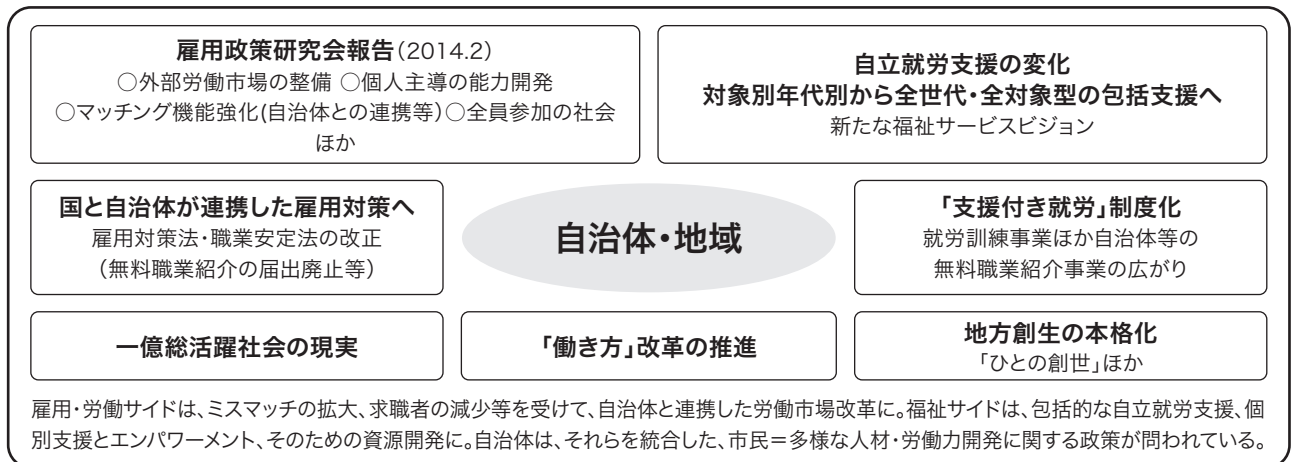 雇用政策研究会報告(2014.2)
○外部労働市場の整備 ○個人主導の能力開発
○マッチング機能強化(自治体との連携等)○全員参加の社会
ほか
自立就労支援の変化
対象別年代別から全世代・全対象型の包括支援へ
新たな福祉サービスビジョン
国と自治体が連携した雇用対策へ
雇用対策法・職業安定法の改正
(無料職業紹介の届出廃止等)
自治体・地域
「支援付き就労」制度化
就労訓練事業ほか自治体等の
無料職業紹介事業の広がり
一億総活躍社会の現実
「働き方」改革の推進
地方創生の本格化
「ひとの創世」ほか
雇用・労働サイドは、ミスマッチの拡大、求職者の減少等を受けて、自治体と連携した労働市場改革に。福祉サイドは、包括的な自立就労支援、個
別支援とエンパワーメント、そのための資源開発に。自治体は、それらを統合した、市民=多様な人材・労働力開発に関する政策が問われている。